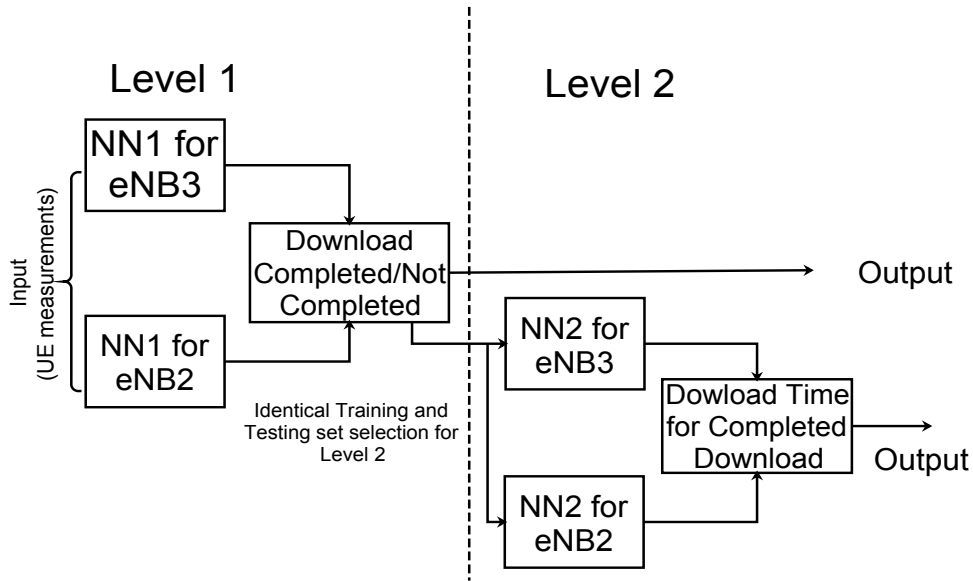 Level 1
Level 2
NN1 for
eNB3
Input
(UE measurements)
Download
Completed/Not
Completed
Output
NN1 for
eNB2
NN2 for
eNB3
Identical Training and
Testing set selection for
Level 2
Dowload Time
for Completed
Download
Output
NN2 for
eNB2